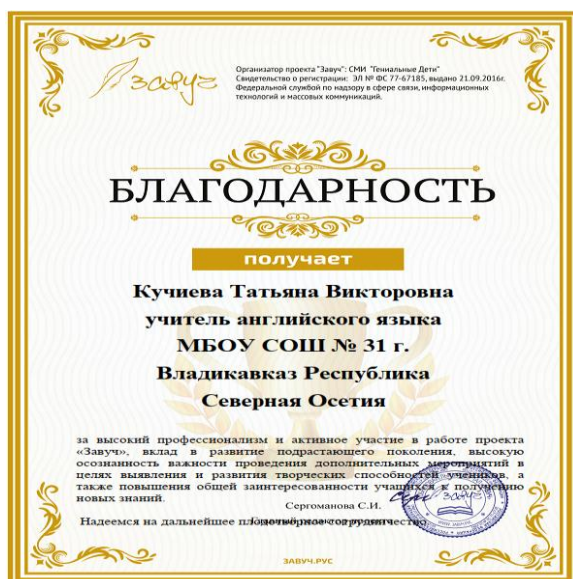 Завуч
Организатор проекта "Завуч": СМИ "Гениальные Дети"
Свидетельство о регистрации: ЭЛ № ФС 77-67185, выдано 21.09.2016г.
Федеральной службой по надзору в сфере связи, информационных
технологий и массовых коммуникаций.
БЛАГОДАРНОСТЬ
получает
Кучиева Татьяна Викторовна
учитель английского языка
МБОУ СОШ № 31 г.
Владикавказ Республика
Северная Осетия
за высокий профессионализм и активное участие в работе проекта
«Завуч», вклад в развитие подрастающего поколения, высокую
осознанность важности проведения дополнительных мероприятий в
целях выявления и развития творческих способностей учеников, а
также повышения общей заинтересованности учащихся к получению
новых знаний.
Сергоманова С.И.
Надеемся на дальнейшее плодотворное сотрудничество
завуч
ЗАВУЧ.РУС